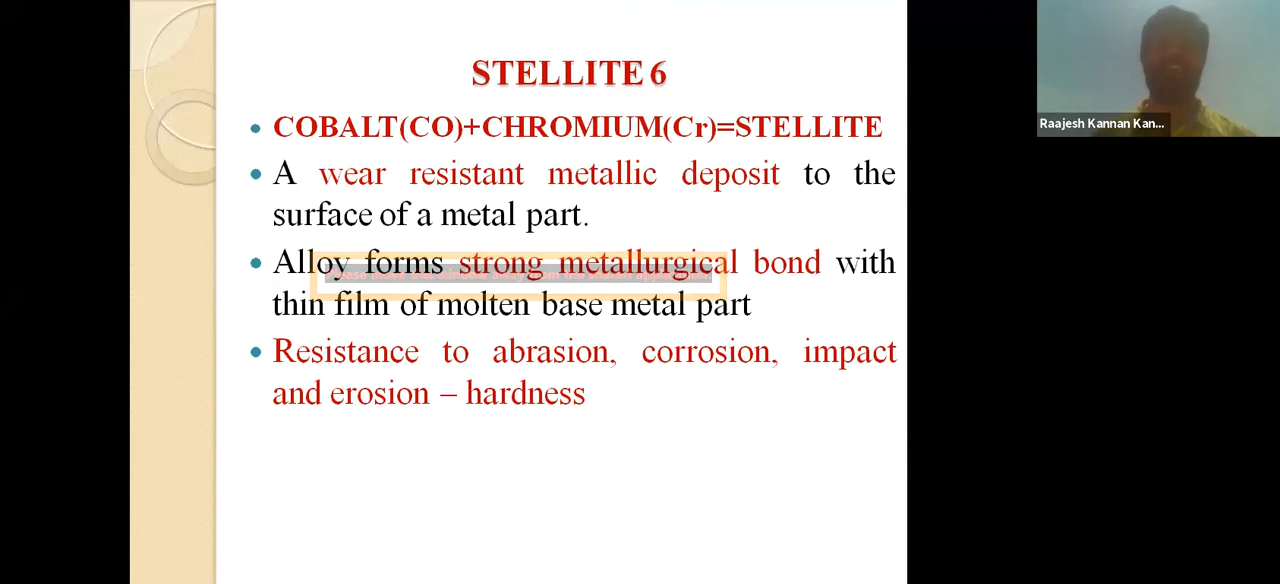 STELLITE 6
• COBALT(CO)+CHROMIUM(Cr)=STELLITE
• A wear resistant metallic deposit to the
surface of a metal part.
• Alloy forms strong metallurgical bond with
thin film of molten base metal part
• Resistance to abrasion, corrosion, impact
and erosion – hardness
Raajesh Kannan Kan...